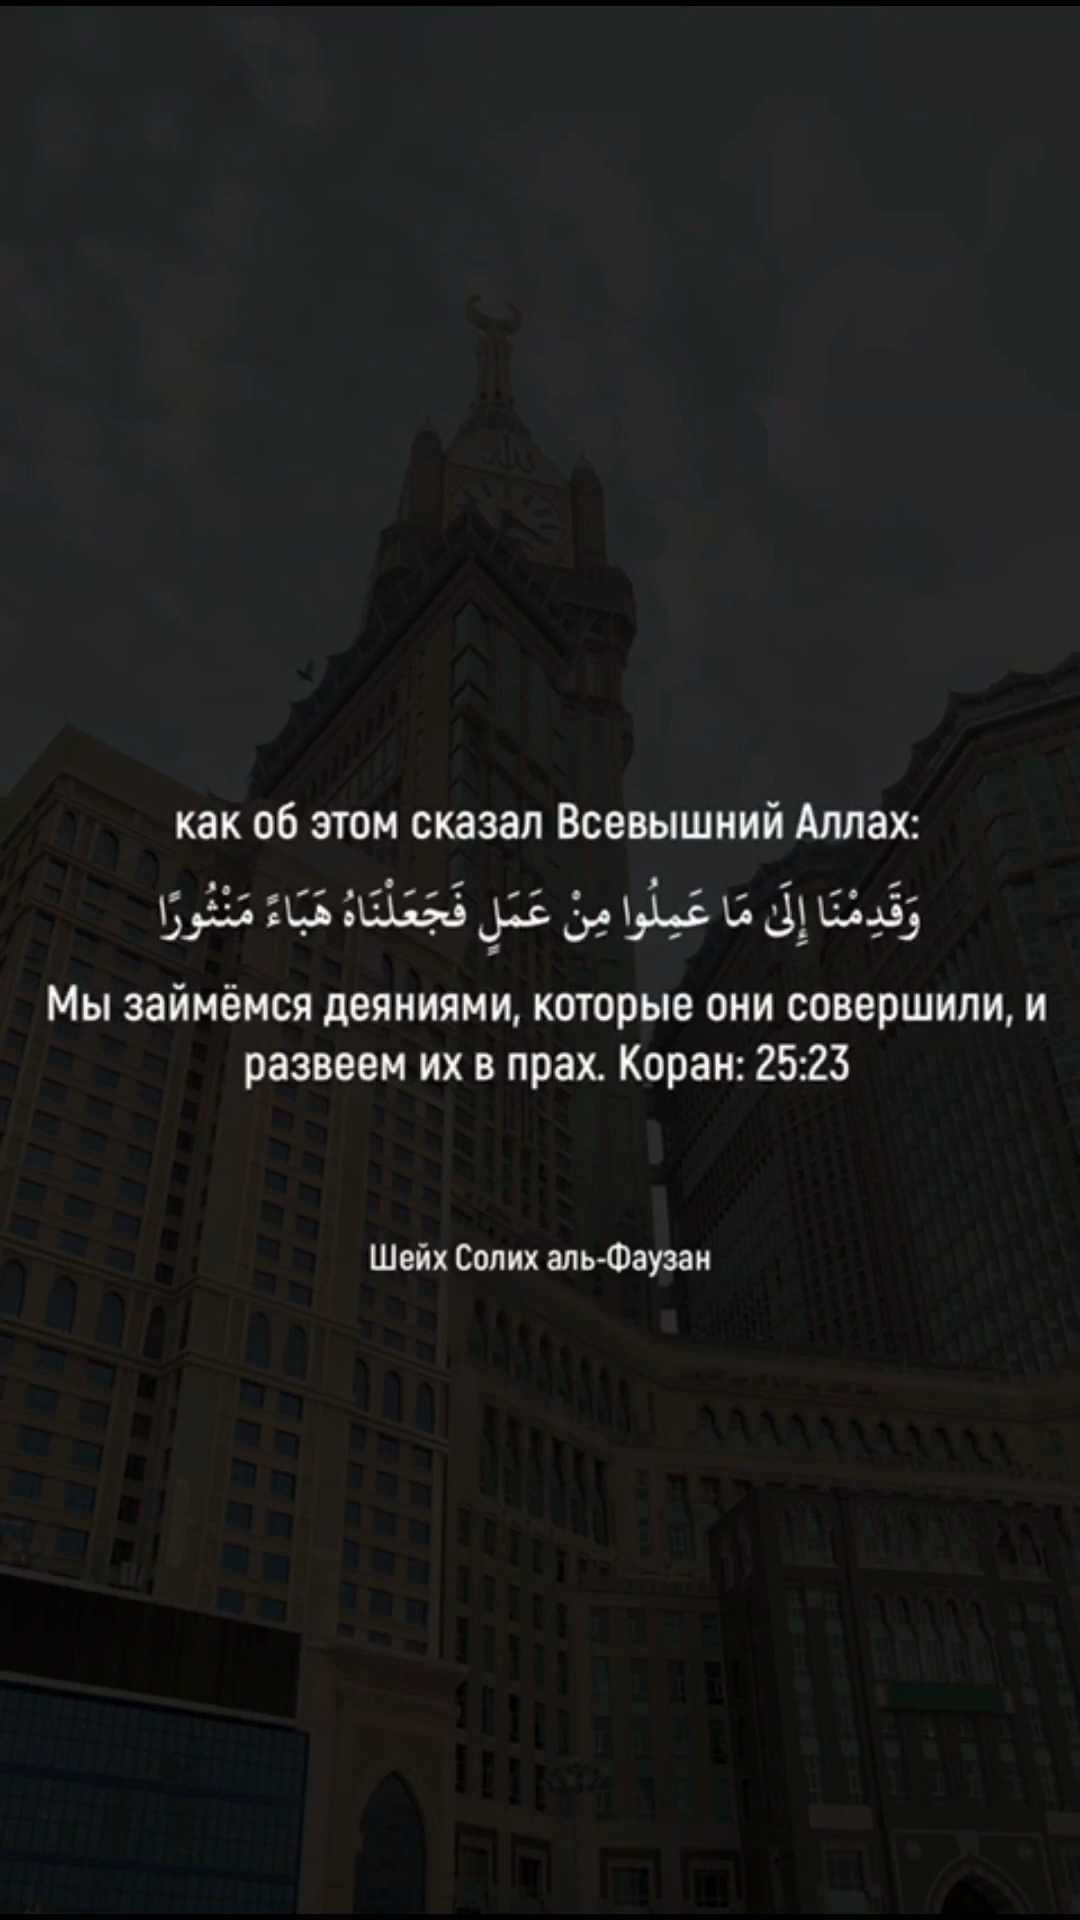 как об этом сказал Всевышний Аллах:
وَقَدِمْنَا إِلَىٰ مَا عَمِلُوا مِنْ عَمَلٍ فَجَعَلْنَاهُ هَبَاءً مَنْثُورًا
Мы займёмся деяниями, которые они совершили, и
развеем их в прах. Коран: 25:23
Шейх Солих аль-Фаузан